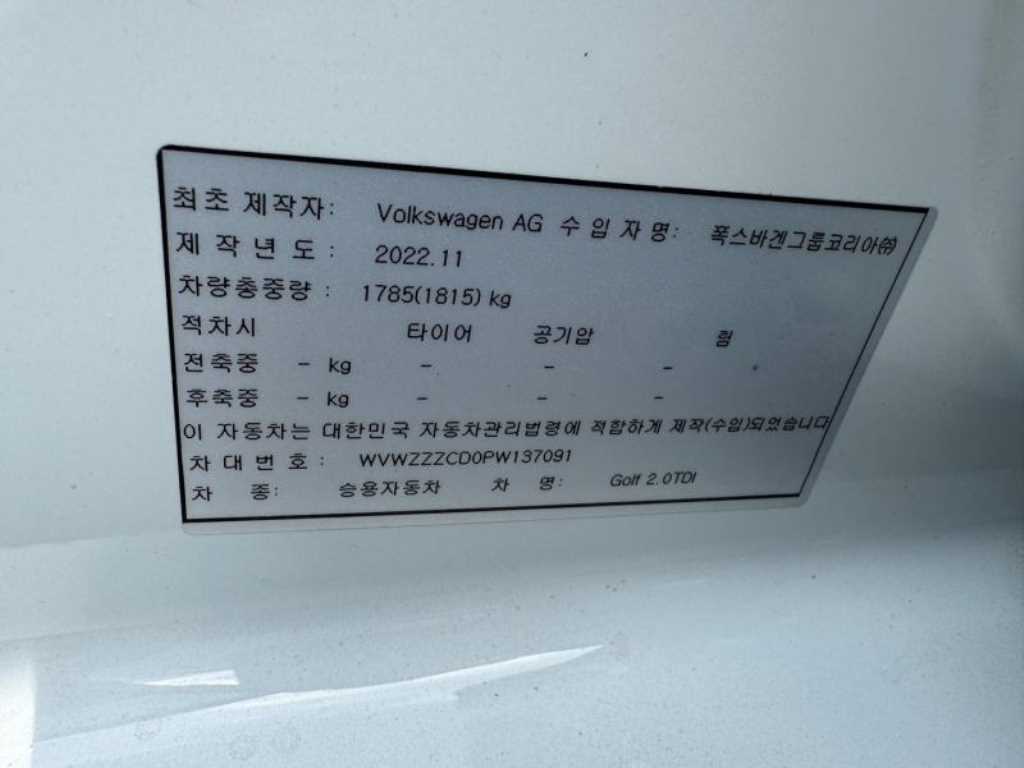 최초 제작자: Volkswagen AG 수 입 자 명: 폭스바겐그룹코리아㈜
제 작 년 도 : 2022.11
차량총중량 : 1785(1815) kg
적차시 타이어 공기압 림
전축중 - kg - - -
후축중 - kg - - -
이 자동차는 대한민국 자동차관리법령에 적합하게 제작(수입)되었습니다
차 대 번 호 : WVWZZZCD0PW137091
차 종: 승용자동차 차 명: Golf 2.0TDI